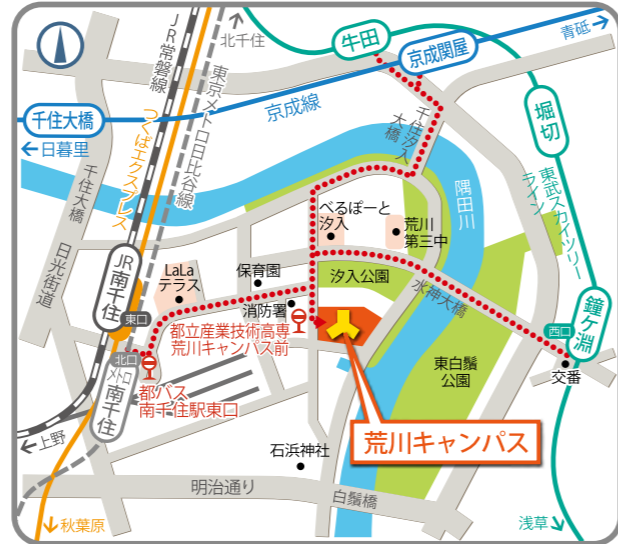 北千住
JR常磐線
つくばエクスプレス
東京メトロ日比谷線
牛田
京成関屋
青砥
千住大橋
京成線
日暮里
千住汐入
大橋
堀切
東武スカイツリー
ライン
隅田川
千住大橋
日光街道
べるぽーと
汐入
荒川
第三中
JR
南千住
LaLa
テラス
保育園
汐入公園
水神大橋
鐘ケ淵
西口
東口
消防署
都立産業技術高専
荒川キャンパス前
北口
メトロ
南千住
都バス
南千住駅東口
東白鬚
公園
交番
荒川キャンパス
上野
石浜神社
明治通り
白鬚橋
秋葉原
浅草